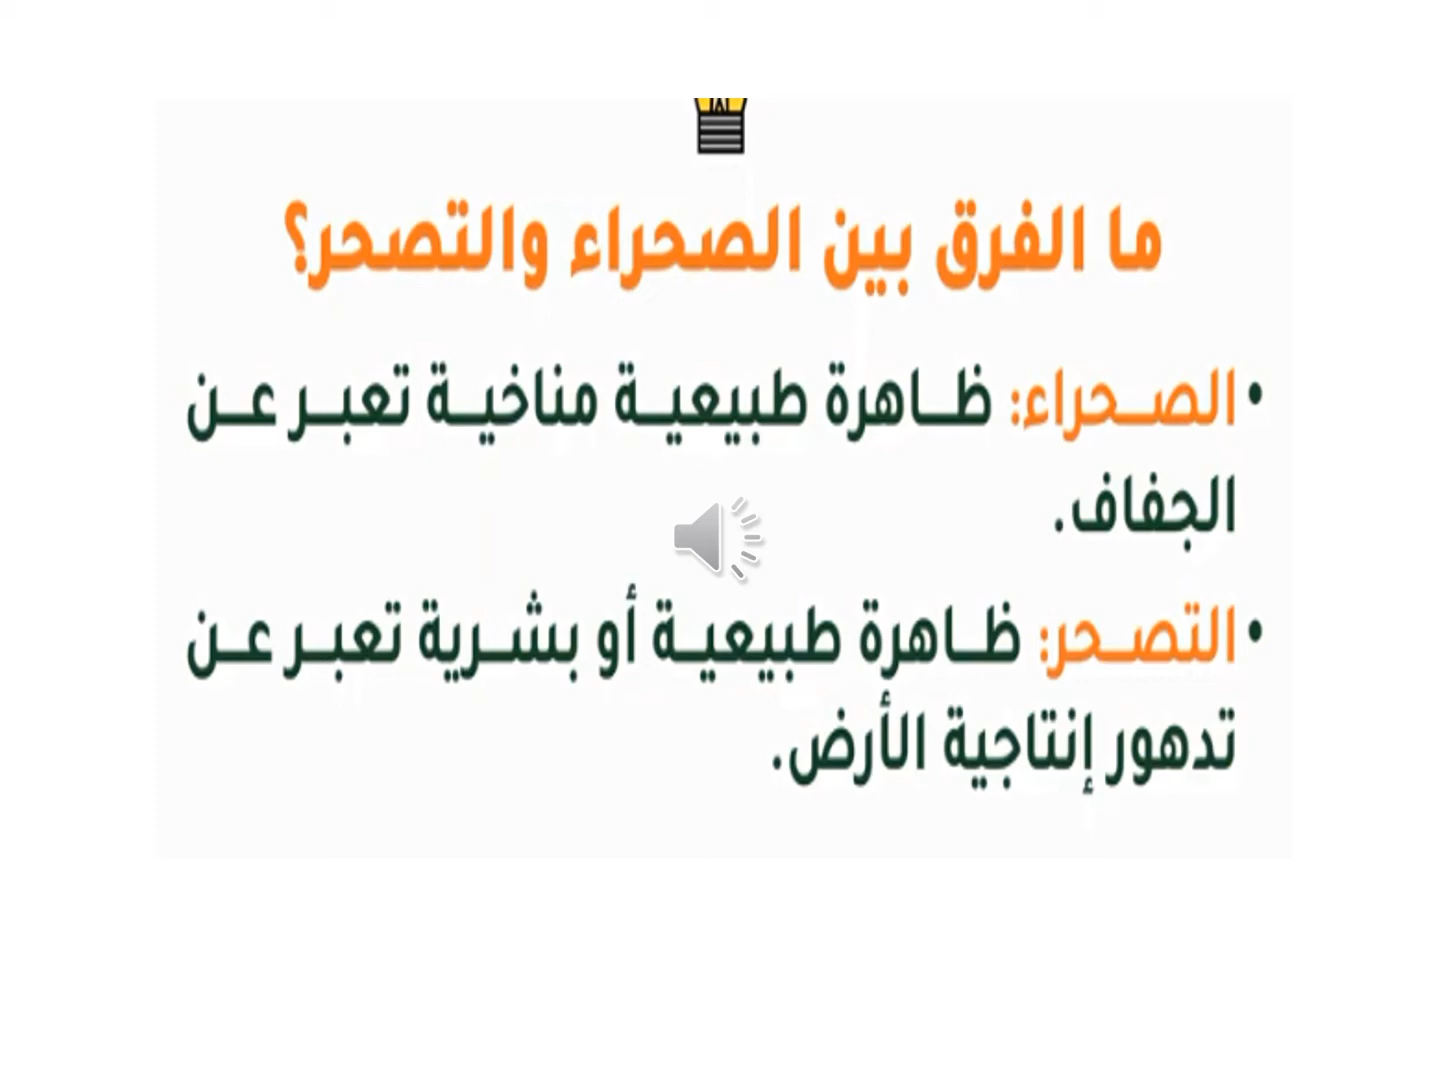 ما الفرق بين الصحراء والتصحر؟
• الصحراء: ظاهرة طبيعية مناخية تعبر عن
الجفاف.
• التصحر: ظاهرة طبيعية أو بشرية تعبر عن
تدهور إنتاجية الأرض.